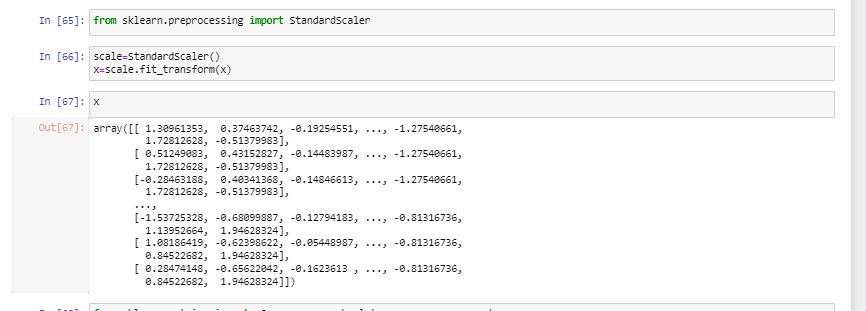 In [65]: from sklearn.preprocessing import StandardScaler
In [66]: scale=StandardScaler()
x=scale.fit_transform(x)
In [67]: x
Out[67]: array([[ 1.30961353,  0.37463742, -0.19254551, ..., -1.27540661,
         1.72812628, -0.51379983],
       [ 0.51249083,  0.43152827, -0.14483987, ..., -1.27540661,
         1.72812628, -0.51379983],
       [-0.28463188,  0.40341368, -0.14846613, ..., -1.27540661,
         1.72812628, -0.51379983],
       ...,
       [-1.53725328, -0.68099887, -0.12794183, ..., -0.81316736,
         1.13952664,  1.94628324],
       [ 1.08186419, -0.62398622, -0.05448987, ..., -0.81316736,
         0.84522682,  1.94628324],
       [ 0.28474148, -0.65622042, -0.1623613 , ..., -0.81316736,
         0.84522682,  1.94628324]])